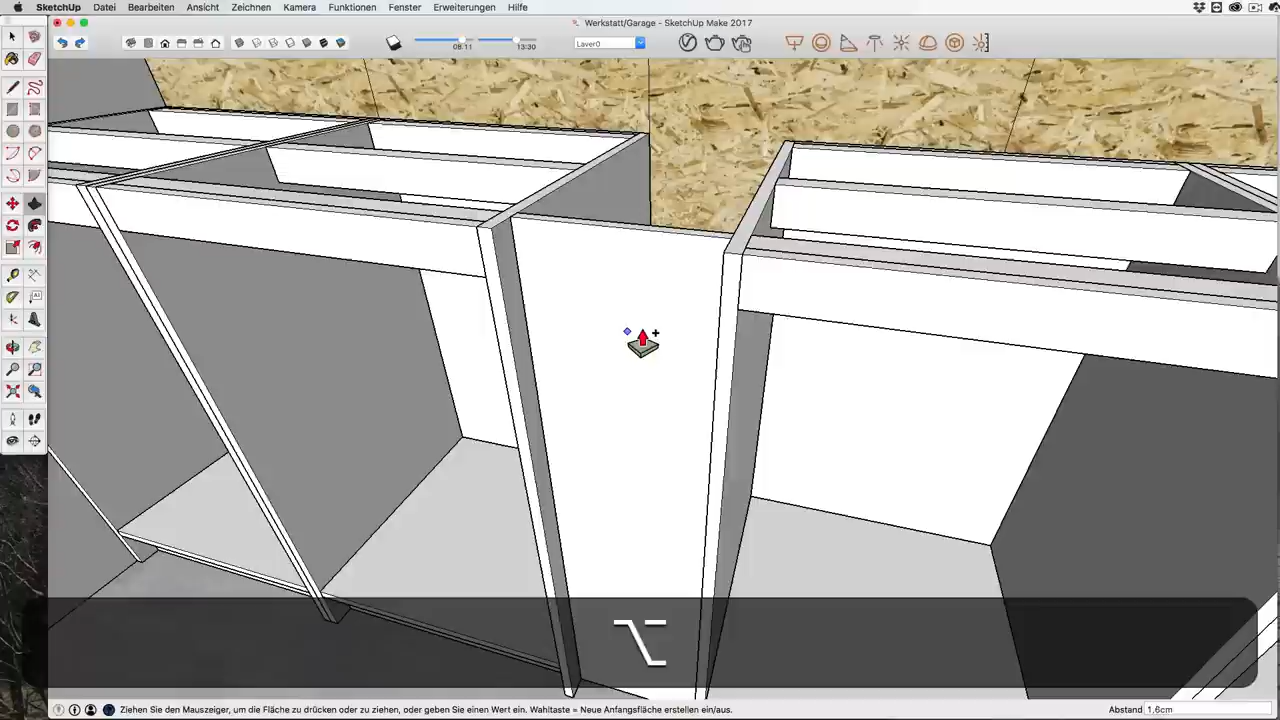 SketchUp Datei Bearbeiten Ansicht Zeichnen Kamera Funktionen Fenster Erweiterungen Hilfe
Werkstatt/Garage - SketchUp Make 2017
08:11 13:30 Layer0
⌥
Ziehen Sie den Mauszeiger, um die Fläche zu drücken oder zu ziehen, oder geben Sie einen Wert ein. Wahltaste = Neue Anfangsfläche erstellen ein/aus. Abstand 1,6cm